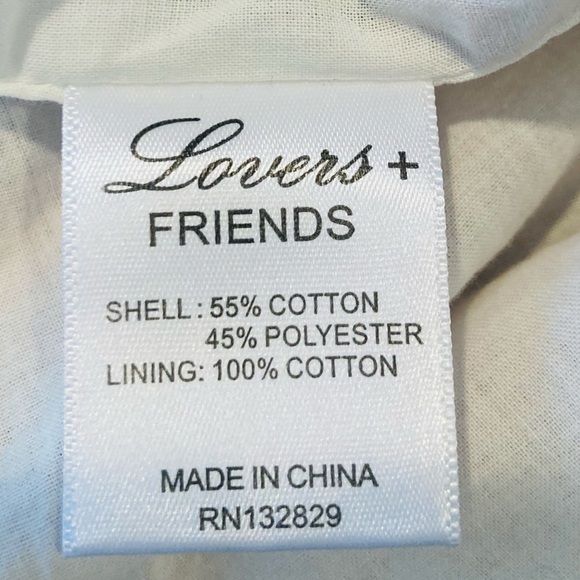 Lovers +
FRIENDS
SHELL: 55% COTTON
45% POLYESTER
LINING: 100% COTTON
MADE IN CHINA
RN132829